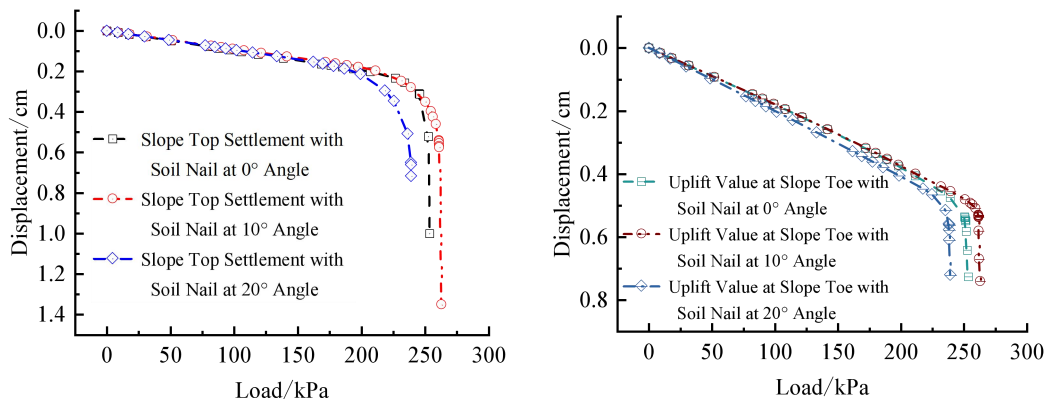 0.0
0.2
0.4
0.6
0.8
1.0
1.2
1.4
Displacement/cm
Slope Top Settlement with
Soil Nail at 0° Angle
Slope Top Settlement with
Soil Nail at 10° Angle
Slope Top Settlement with
Soil Nail at 20° Angle
0 50 100 150 200 250 300
Load/kPa
0.0
0.2
0.4
0.6
0.8
Displacement/cm
Uplift Value at Slope Toe with
Soil Nail at 0° Angle
Uplift Value at Slope Toe with
Soil Nail at 10° Angle
Uplift Value at Slope Toe with
Soil Nail at 20° Angle
0 50 100 150 200 250 300
Load/kPa